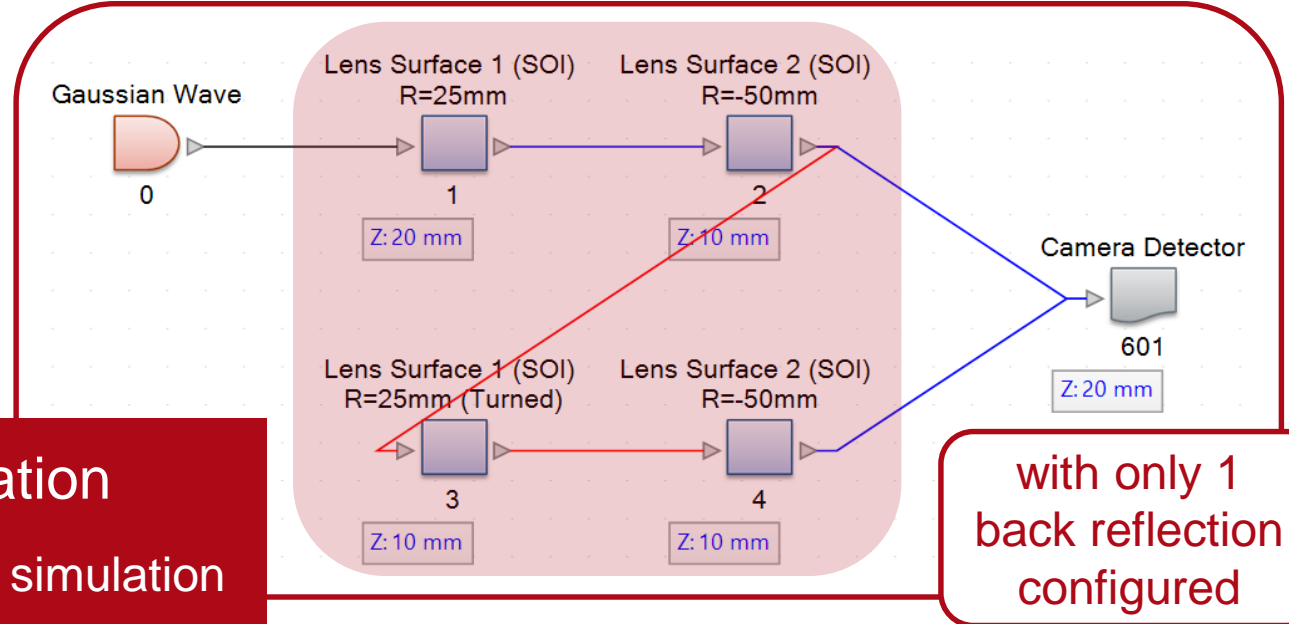 Gaussian Wave
0
Lens Surface 1 (SOI)
R=25mm
1
Z: 20 mm
Lens Surface 2 (SOI)
R=-50mm
2
Z: 10 mm
Camera Detector
601
Z: 20 mm
Lens Surface 1 (SOI)
R=25mm (Turned)
3
Z: 10 mm
Lens Surface 2 (SOI)
R=-50mm
4
Z: 10 mm
ation
simulation
with only 1
back reflection
configured